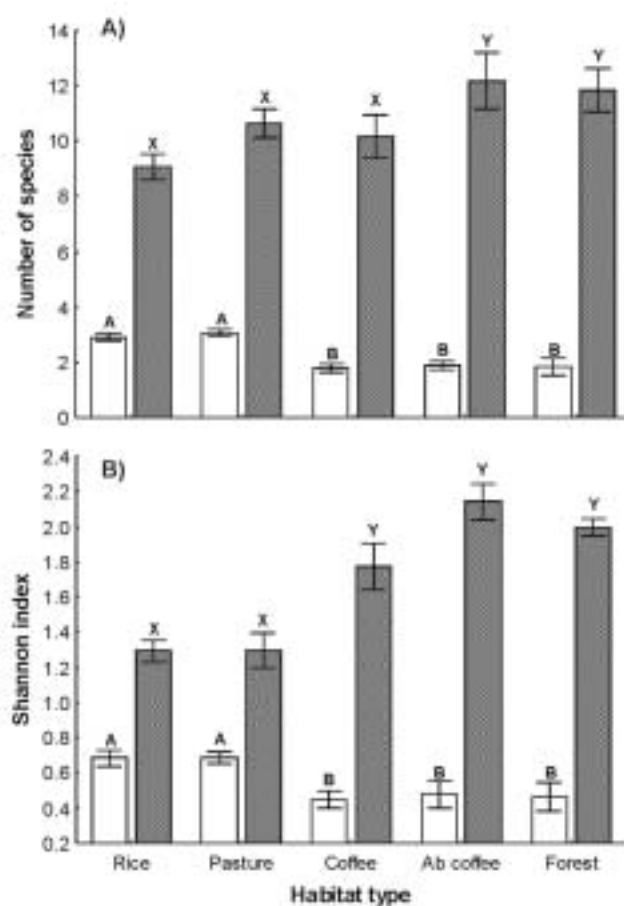 A)
14
12
10
8
6
4
2
0
Number of species
A X A X B X B Y B Y
B)
2.4
2.2
2.0
1.8
1.6
1.4
1.2
1.0
0.8
0.6
0.4
0.2
Shannon index
A X A X B Y B Y B Y
Rice Pasture Coffee Ab coffee Forest
Habitat type